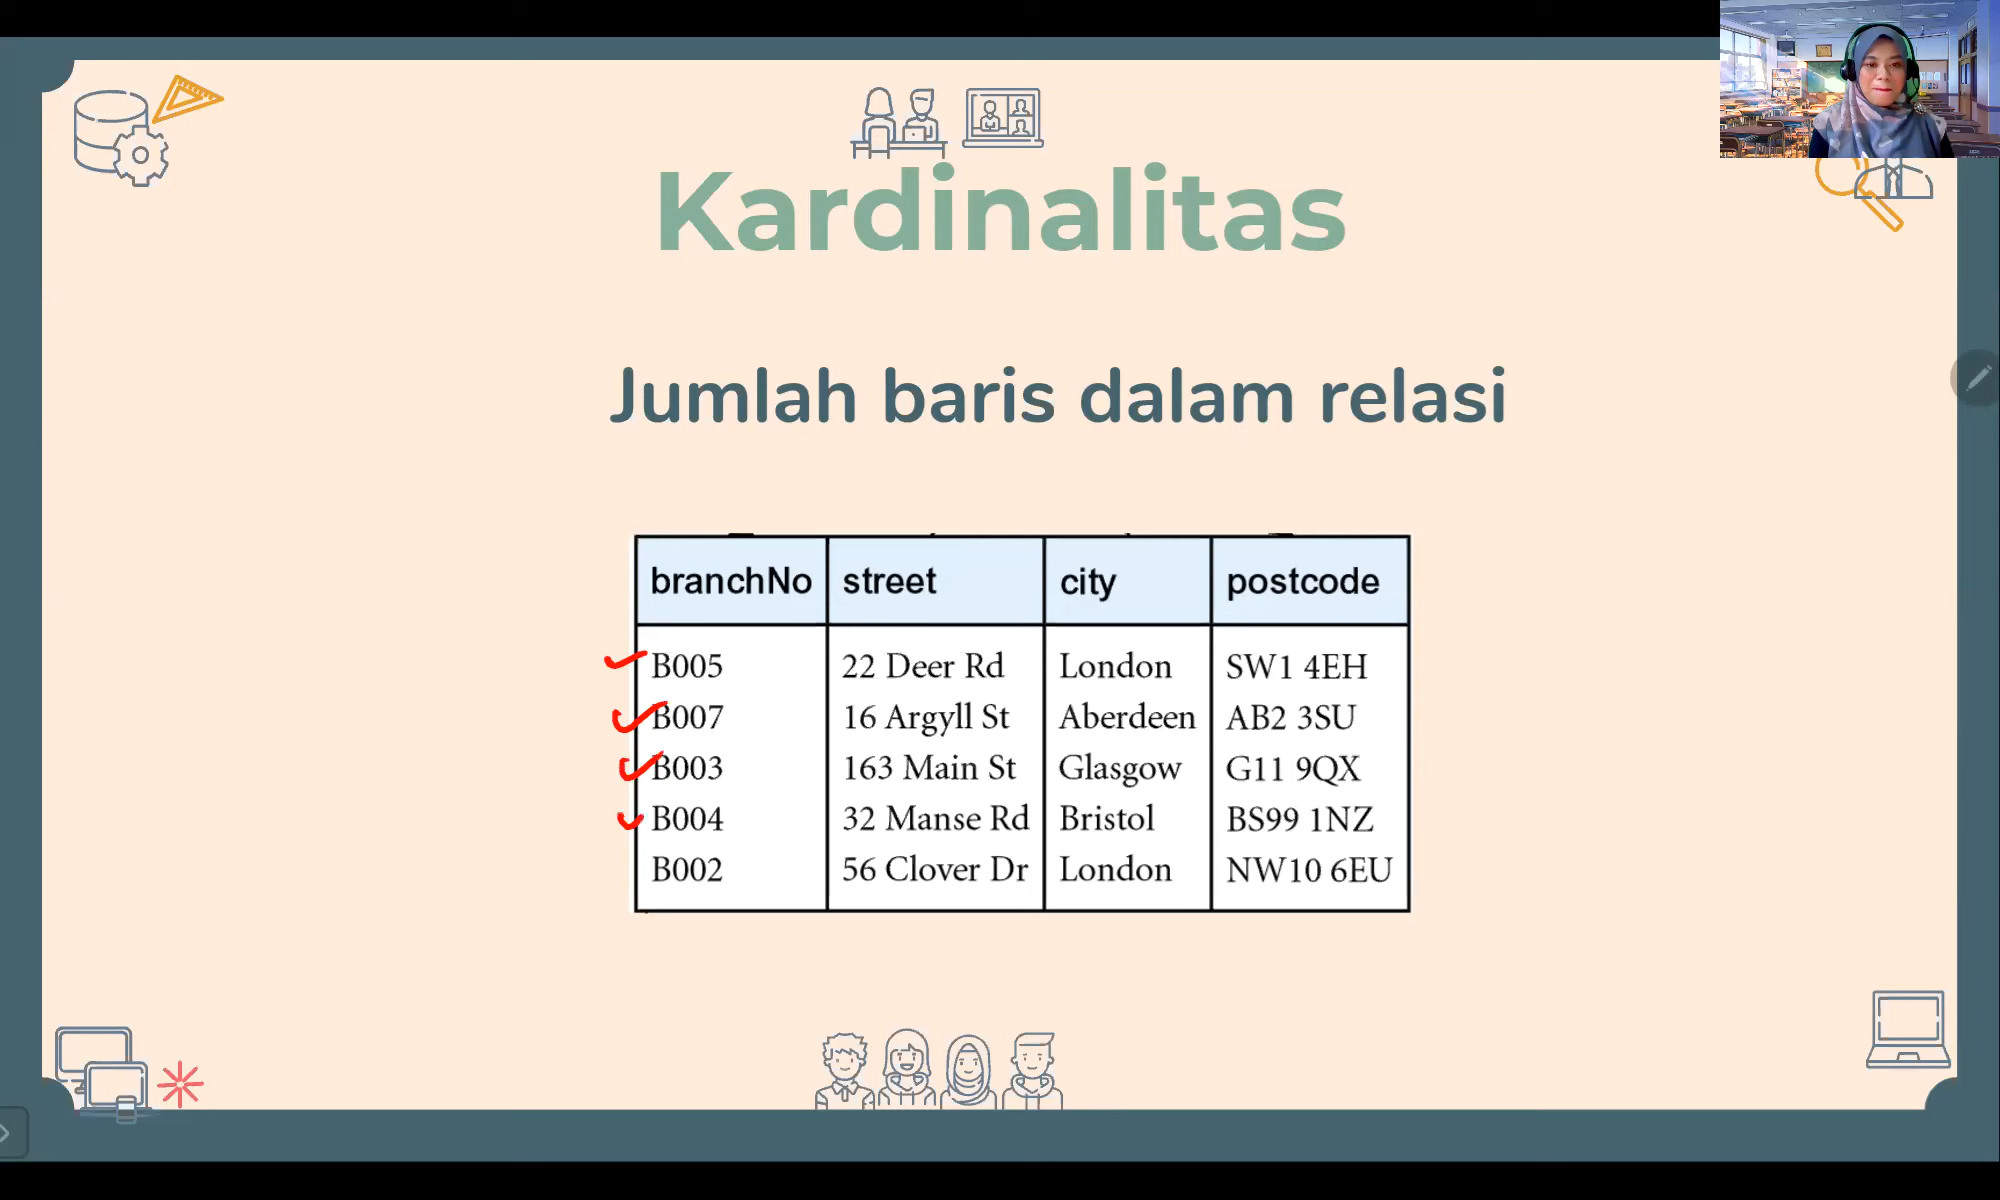 Kardinalitas
Jumlah baris dalam relasi
branchNo street city postcode
B005 22 Deer Rd London SW1 4EH
B007 16 Argyll St Aberdeen AB2 3SU
B003 163 Main St Glasgow G11 9QX
B004 32 Manse Rd Bristol BS99 1NZ
B002 56 Clover Dr London NW10 6EU